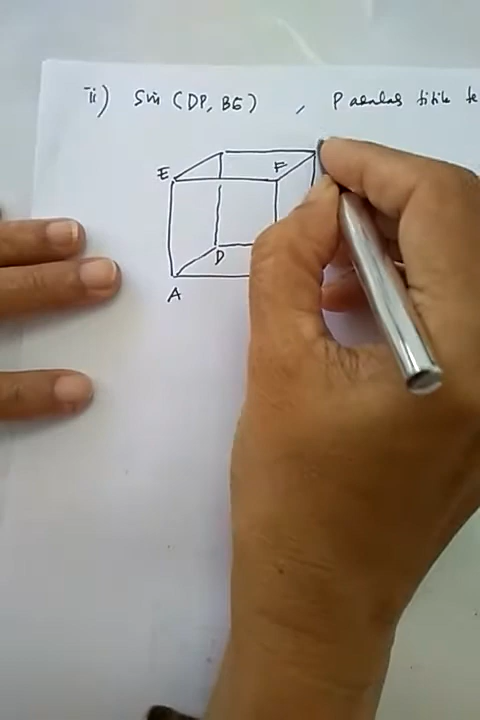 ii) Sin (DP, BG) , P adalah titik te
E
F
D
A